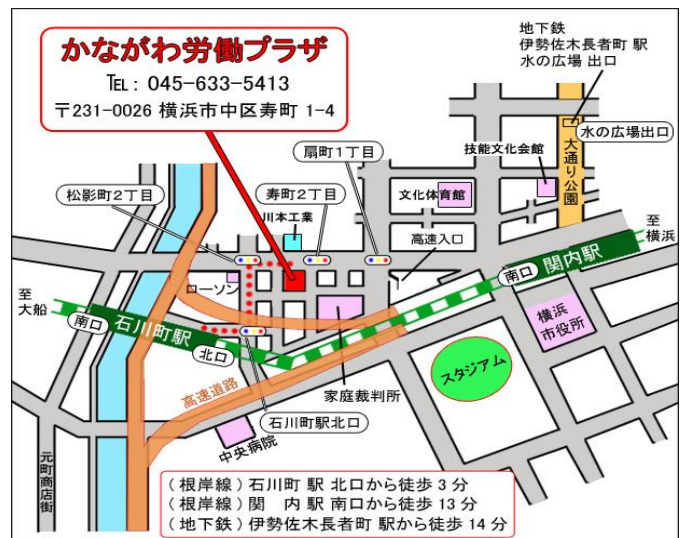 かながわ労働プラザ
℡: 045-633-5413
〒231-0026 横浜市中区寿町 1-4
地下鉄
伊勢佐木長者町 駅
水の広場 出口
水の広場出口
大通り公園
技能文化会館
扇町1丁目
松影町2丁目
寿町2丁目
文化体育館
川本工業
高速入口
至
横浜
関内駅
南口
ローソン
至
大船
南口
石川町駅
北口
横浜
市役所
スタジアム
家庭裁判所
高速道路
石川町駅北口
中央病院
元町商店街
(根岸線) 石川町 駅 北口から徒歩 3 分
(根岸線) 関 内 駅 南口から徒歩 13 分
(地下鉄) 伊勢佐木長者町 駅から徒歩 14 分